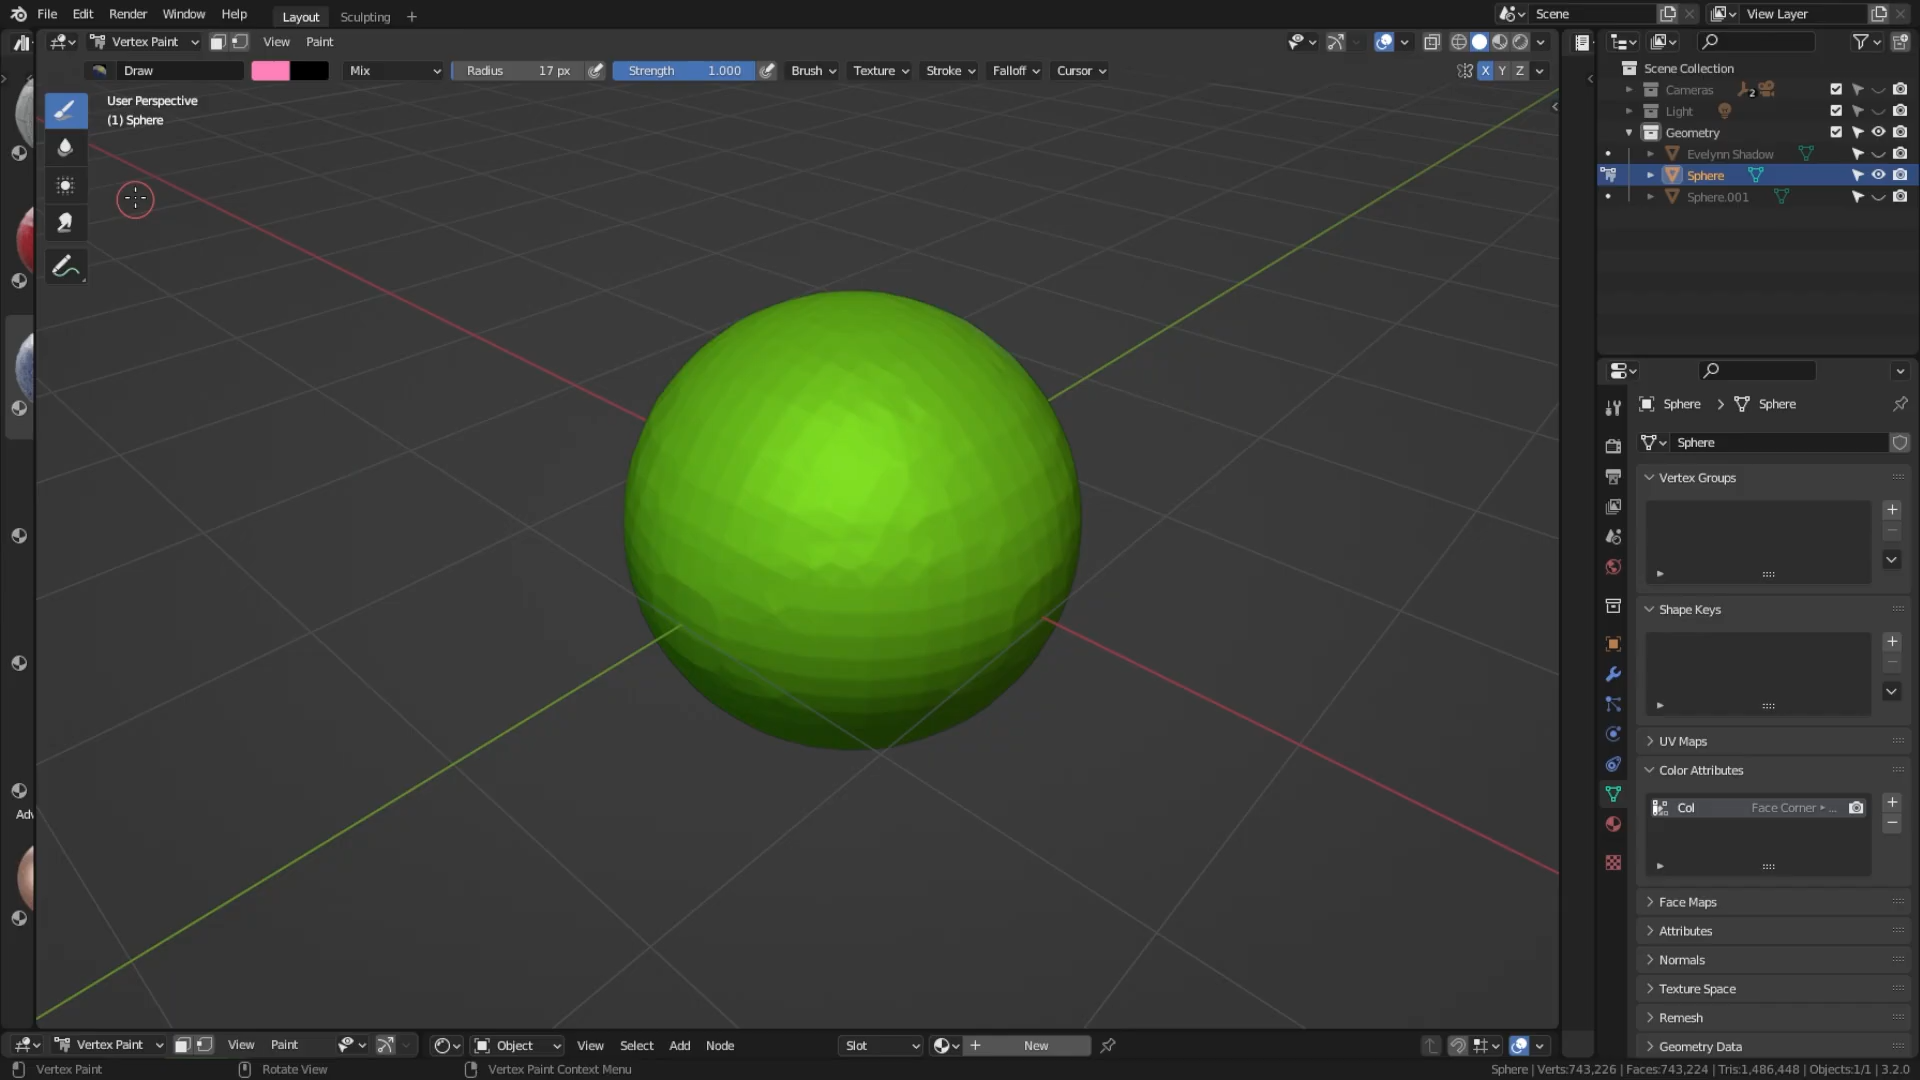 File Edit Render Window Help Layout Sculpting + Scene View Layer
Vertex Paint View Paint
Draw Mix Radius 17 px Strength 1.000 Brush Texture Stroke Falloff Cursor X Y Z
User Perspective
(1) Sphere
Scene Collection
Cameras 2
Light
Geometry
Evelynn Shadow
Sphere
Sphere.001
Sphere > Sphere
Sphere
Vertex Groups
Shape Keys
UV Maps
Color Attributes
Col Face Corner ▸ ...
Face Maps
Attributes
Normals
Texture Space
Remesh
Geometry Data
Adv
Vertex Paint View Paint Object View Select Add Node Slot + New
Vertex Paint Rotate View Vertex Paint Context Menu Sphere | Verts:743,226 | Faces:743,224 | Tris:1,486,448 | Objects:1/1 | 3.2.0